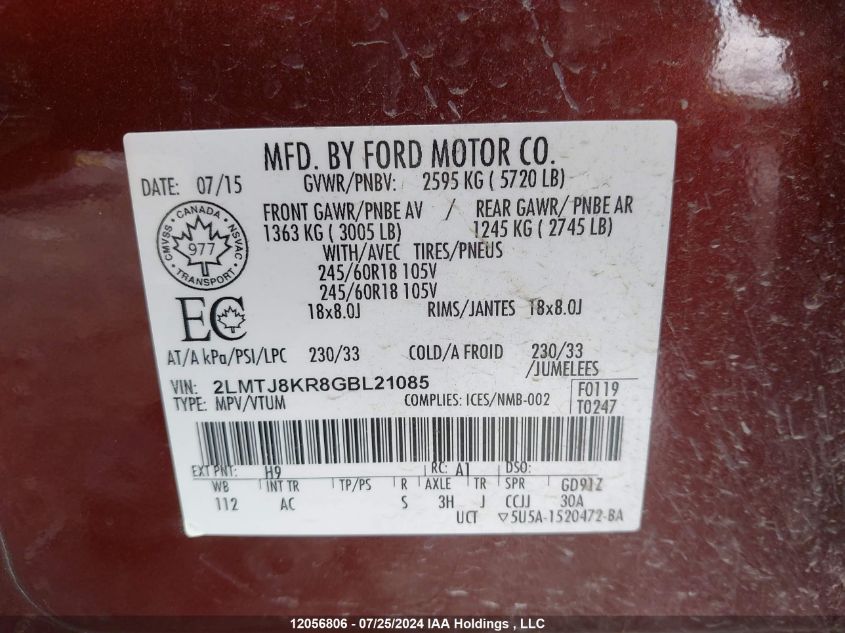 MFD. BY FORD MOTOR CO.
DATE: 07/15 GVWR/PNBV: 2595 KG ( 5720 LB)
FRONT GAWR/PNBE AV / REAR GAWR/ PNBE AR
1363 KG ( 3005 LB) 1245 KG ( 2745 LB)
WITH/AVEC TIRES/PNEUS
245/60R18 105V
245/60R18 105V
18x8.0J RIMS/JANTES 18x8.0J
CANADA
CMVSS 977 NSVAC
TRANSPORT
EC
AT/A kPa/PSI/LPC 230/33 COLD/A FROID 230/33
/JUMELEES
VIN: 2LMTJ8KR8GBL21085
TYPE: MPV/VTUM COMPLIES: ICES/NMB-002
F0119
T0247
EXT PNT: H9 RC: A1 DSO:
WB INT TR TP/PS R AXLE TR SPR GD91Z
112 AC S 3H J CCJJ 30A
UCT ▽5U5A-1520472-BA
12056806 - 07/25/2024 IAA Holdings , LLC